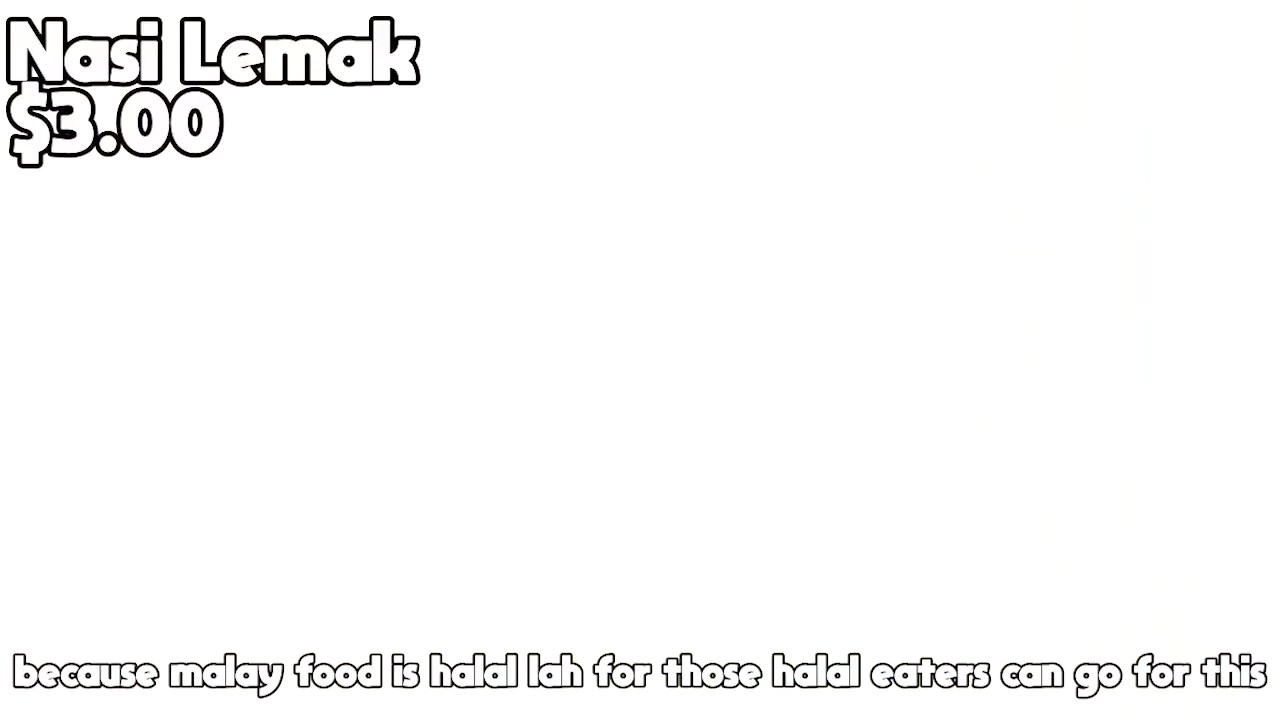 Nasi Lemak
$3.00
because malay food is halal lah for those halal eaters can go for this